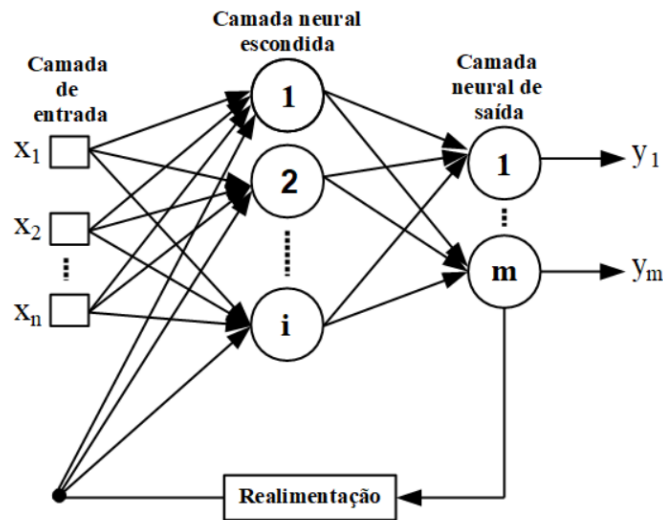 Camada neural
escondida
Camada
de
entrada
Camada
neural de
saída
x1
x2
xn
1
2
i
1
m
y1
ym
Realimentação